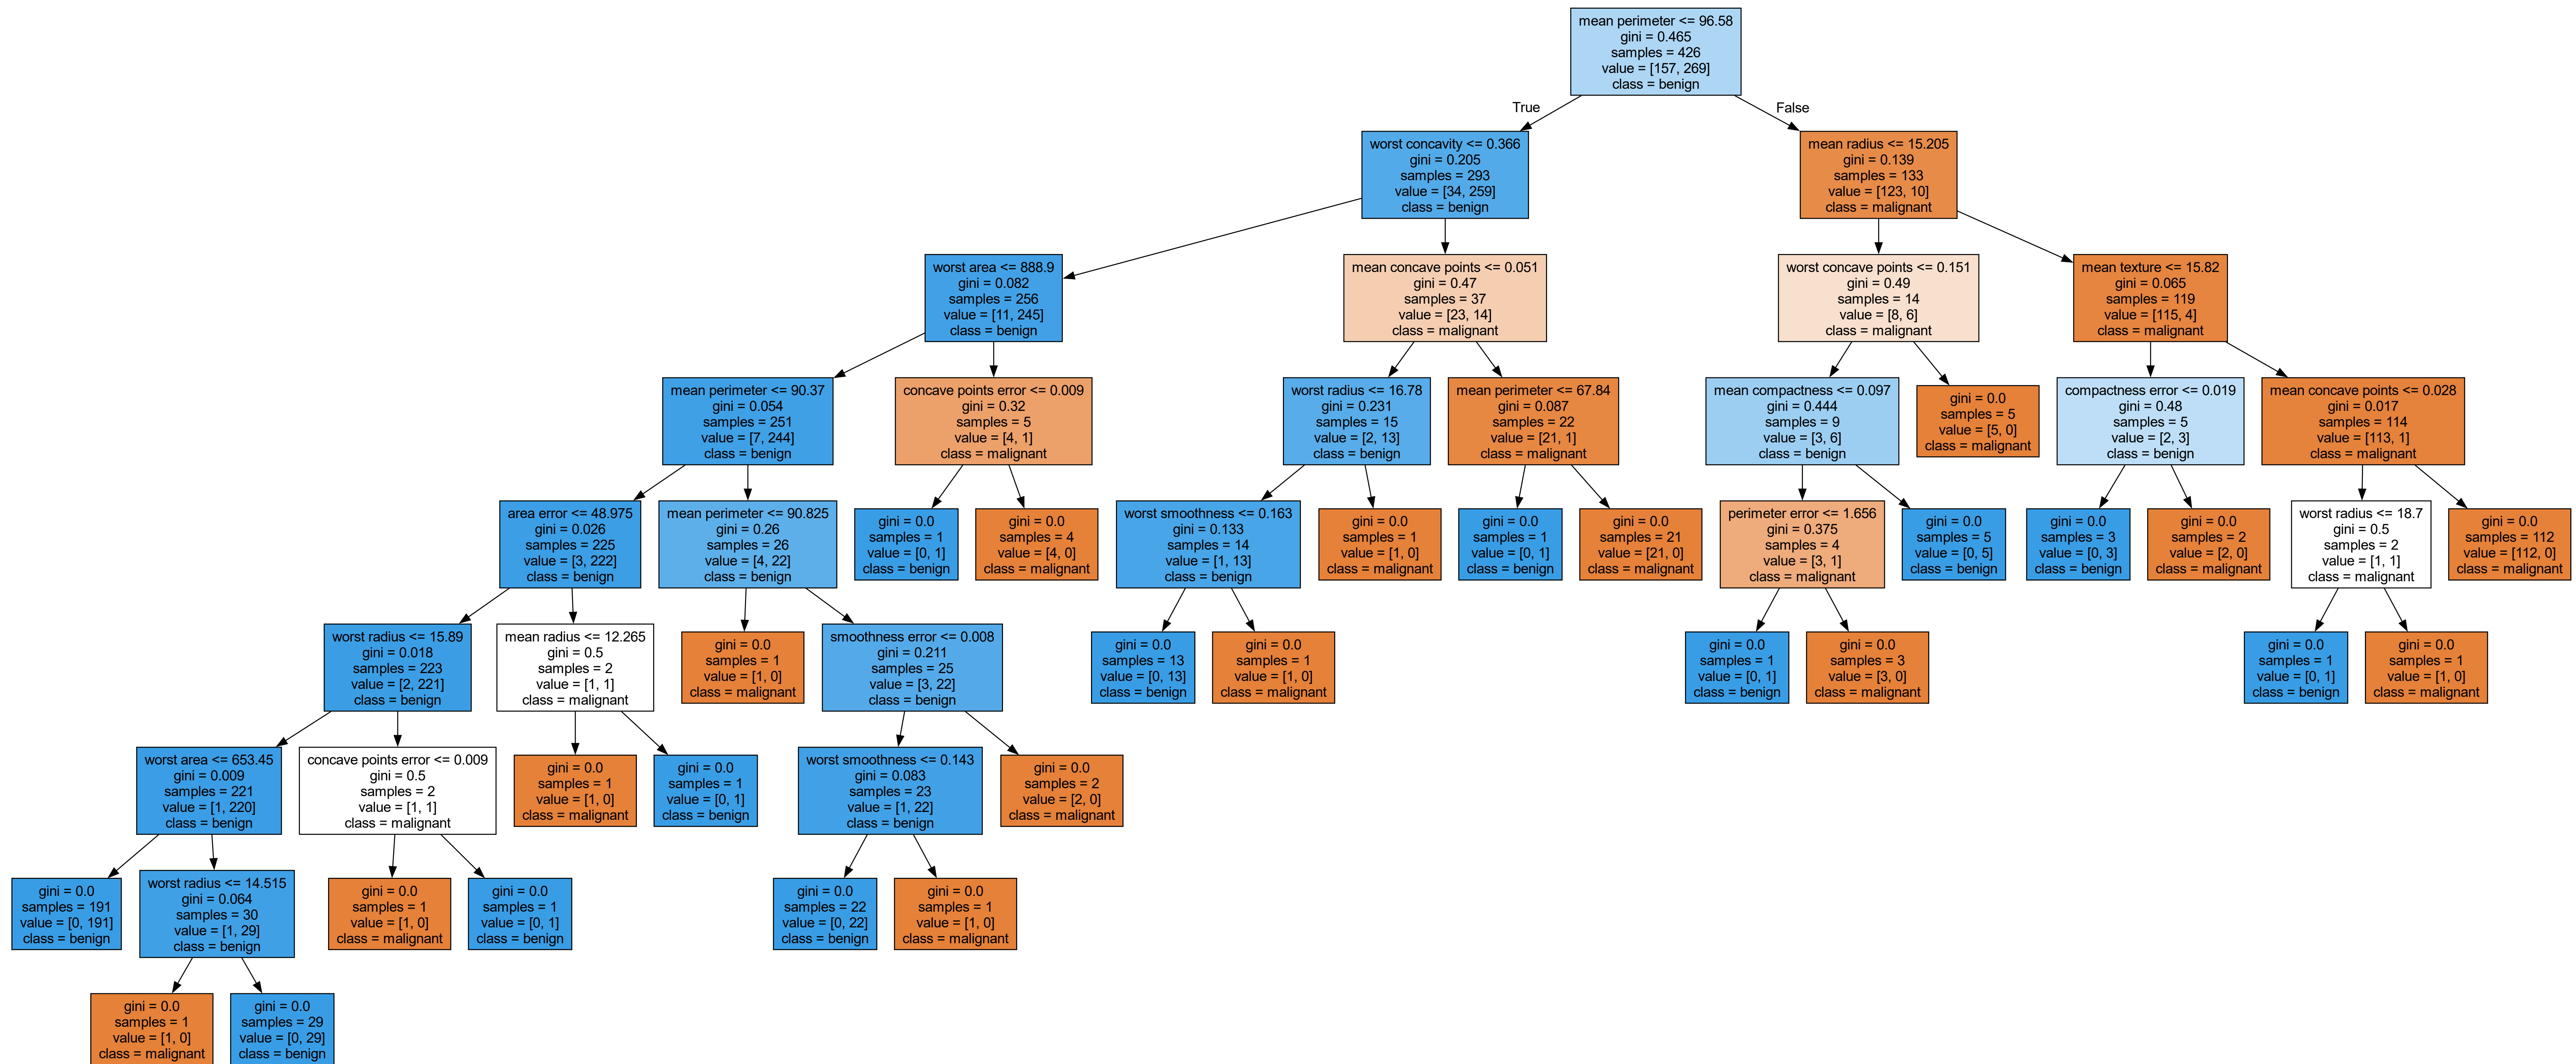 mean perimeter <= 96.58
gini = 0.465
samples = 426
value = [157, 269]
class = benign
True
False
worst concavity <= 0.366
gini = 0.205
samples = 293
value = [34, 259]
class = benign
mean radius <= 15.205
gini = 0.139
samples = 133
value = [123, 10]
class = malignant
worst area <= 888.9
gini = 0.082
samples = 256
value = [11, 245]
class = benign
mean concave points <= 0.051
gini = 0.47
samples = 37
value = [23, 14]
class = malignant
worst concave points <= 0.151
gini = 0.49
samples = 14
value = [8, 6]
class = malignant
mean texture <= 15.82
gini = 0.065
samples = 119
value = [115, 4]
class = malignant
mean perimeter <= 90.37
gini = 0.054
samples = 251
value = [7, 244]
class = benign
concave points error <= 0.009
gini = 0.32
samples = 5
value = [4, 1]
class = malignant
worst radius <= 16.78
gini = 0.231
samples = 15
value = [2, 13]
class = benign
mean perimeter <= 67.84
gini = 0.087
samples = 22
value = [21, 1]
class = malignant
mean compactness <= 0.097
gini = 0.444
samples = 9
value = [3, 6]
class = benign
gini = 0.0
samples = 5
value = [5, 0]
class = malignant
compactness error <= 0.019
gini = 0.48
samples = 5
value = [2, 3]
class = benign
mean concave points <= 0.028
gini = 0.017
samples = 114
value = [113, 1]
class = malignant
area error <= 48.975
gini = 0.026
samples = 225
value = [3, 222]
class = benign
mean perimeter <= 90.825
gini = 0.26
samples = 26
value = [4, 22]
class = benign
gini = 0.0
samples = 1
value = [0, 1]
class = benign
gini = 0.0
samples = 4
value = [4, 0]
class = malignant
worst smoothness <= 0.163
gini = 0.133
samples = 14
value = [1, 13]
class = benign
gini = 0.0
samples = 1
value = [1, 0]
class = malignant
gini = 0.0
samples = 1
value = [0, 1]
class = benign
gini = 0.0
samples = 21
value = [21, 0]
class = malignant
perimeter error <= 1.656
gini = 0.375
samples = 4
value = [3, 1]
class = malignant
gini = 0.0
samples = 5
value = [0, 5]
class = benign
gini = 0.0
samples = 3
value = [0, 3]
class = benign
gini = 0.0
samples = 2
value = [2, 0]
class = malignant
worst radius <= 18.7
gini = 0.5
samples = 2
value = [1, 1]
class = malignant
gini = 0.0
samples = 112
value = [112, 0]
class = malignant
worst radius <= 15.89
gini = 0.018
samples = 223
value = [2, 221]
class = benign
mean radius <= 12.265
gini = 0.5
samples = 2
value = [1, 1]
class = malignant
gini = 0.0
samples = 1
value = [1, 0]
class = malignant
smoothness error <= 0.008
gini = 0.211
samples = 25
value = [3, 22]
class = benign
gini = 0.0
samples = 13
value = [0, 13]
class = benign
gini = 0.0
samples = 1
value = [1, 0]
class = malignant
gini = 0.0
samples = 1
value = [0, 1]
class = benign
gini = 0.0
samples = 3
value = [3, 0]
class = malignant
gini = 0.0
samples = 1
value = [0, 1]
class = benign
gini = 0.0
samples = 1
value = [1, 0]
class = malignant
worst area <= 653.45
gini = 0.009
samples = 221
value = [1, 220]
class = benign
concave points error <= 0.009
gini = 0.5
samples = 2
value = [1, 1]
class = malignant
gini = 0.0
samples = 1
value = [1, 0]
class = malignant
gini = 0.0
samples = 1
value = [0, 1]
class = benign
worst smoothness <= 0.143
gini = 0.083
samples = 23
value = [1, 22]
class = benign
gini = 0.0
samples = 2
value = [2, 0]
class = malignant
gini = 0.0
samples = 191
value = [0, 191]
class = benign
worst radius <= 14.515
gini = 0.064
samples = 30
value = [1, 29]
class = benign
gini = 0.0
samples = 1
value = [1, 0]
class = malignant
gini = 0.0
samples = 1
value = [0, 1]
class = benign
gini = 0.0
samples = 22
value = [0, 22]
class = benign
gini = 0.0
samples = 1
value = [1, 0]
class = malignant
gini = 0.0
samples = 1
value = [1, 0]
class = malignant
gini = 0.0
samples = 29
value = [0, 29]
class = benign